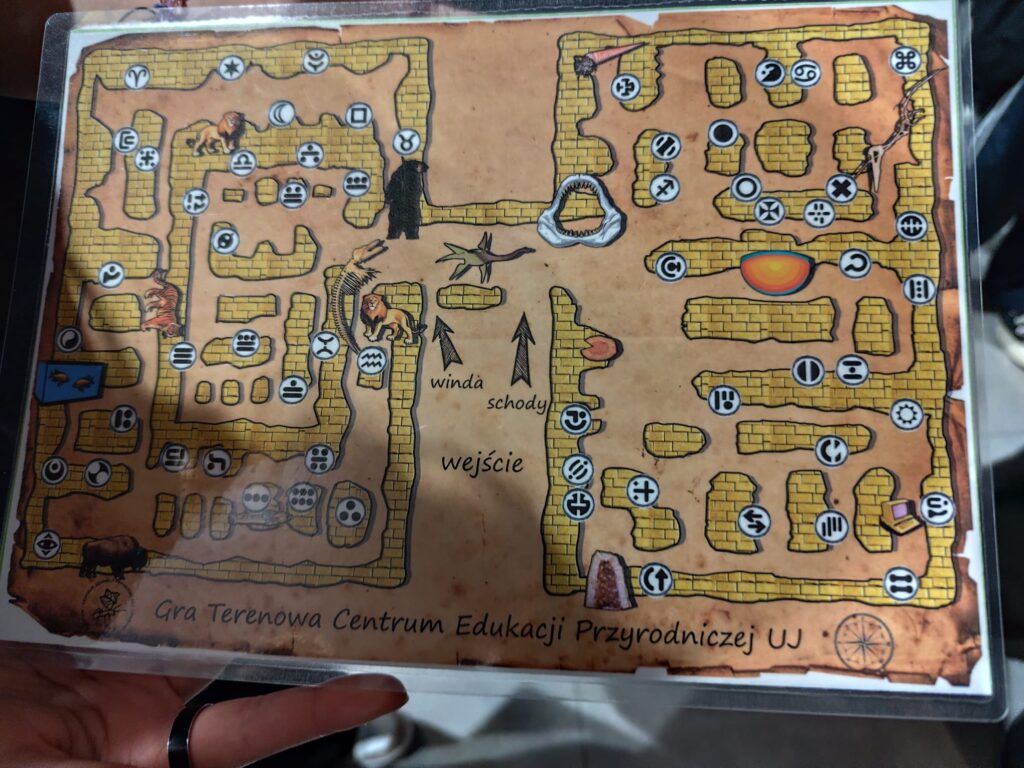 winda
schody
wejście
Gra Terenowa Centrum Edukacji Przyrodniczej UJ